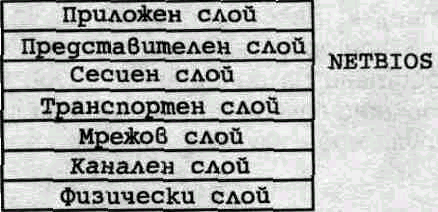 Приложен слой
Представителен слой
NETBIOS
Сесиен слой
Транспортен слой
Мрежов слой
Канален слой
Физически слой